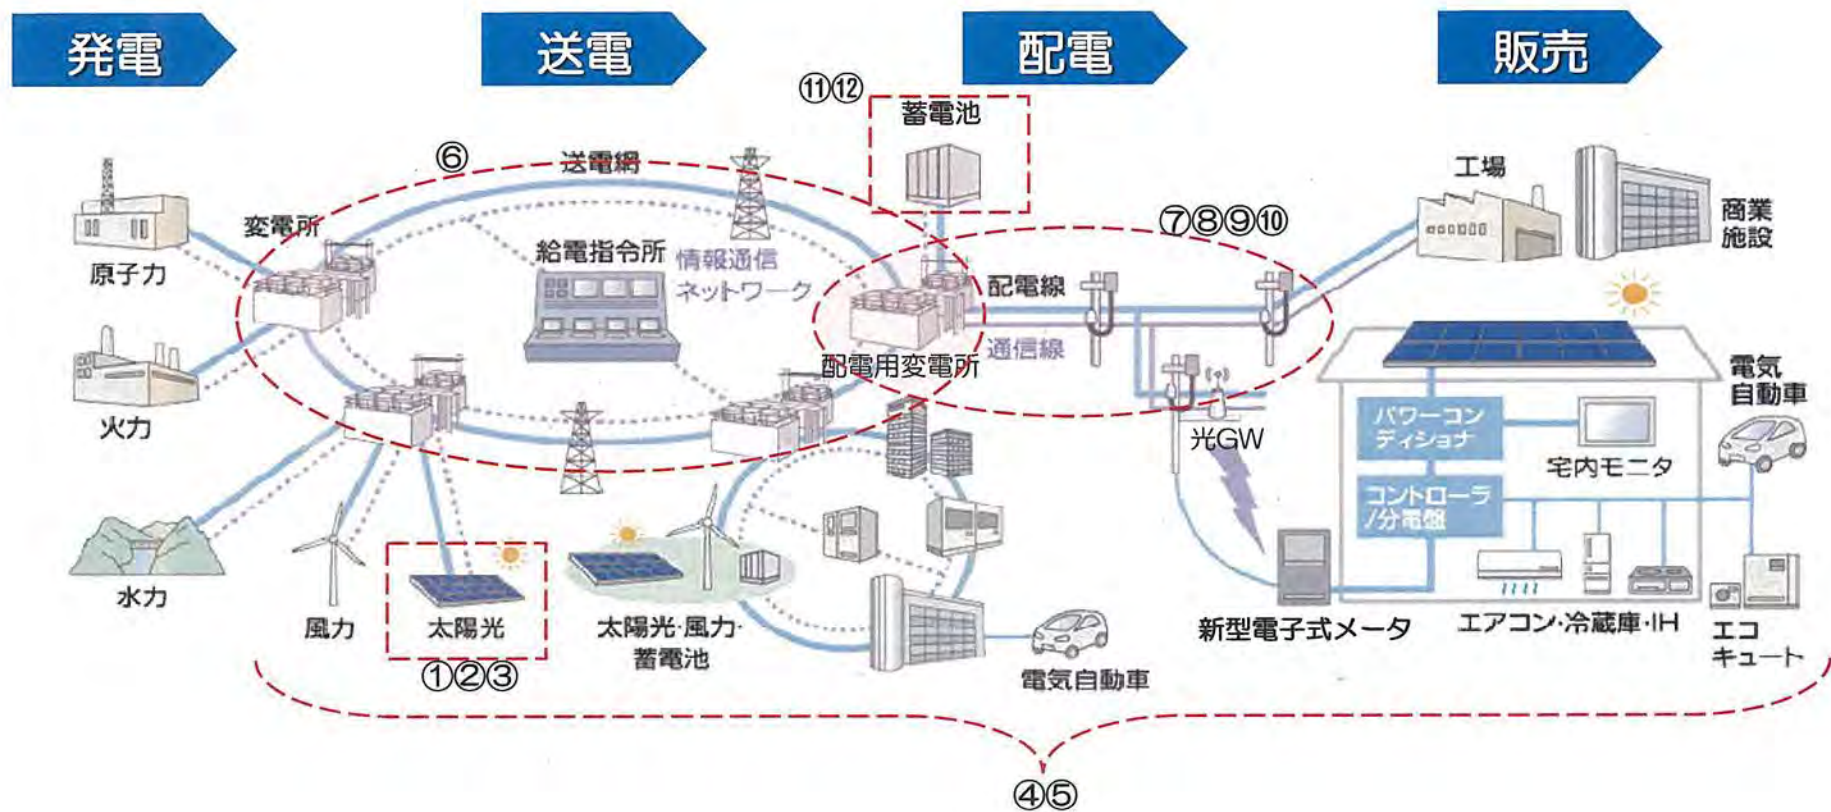 発電
送電
配電
販売
⑪⑫
蓄電池
⑥
送電網
工場
変電所
⑦⑧⑨⑩
商業
施設
給電指令所
情報通信
ネットワーク
原子力
配電線
通信線
配電用変電所
電気
自動車
火力
光GW
パワーコン
ディショナ
宅内モニタ
コントローラ
/分電盤
水力
風力
太陽光
太陽光・風力・
蓄電池
新型電子式メータ
エアコン・冷蔵庫・IH
エコ
キュート
①②③
電気自動車
④⑤